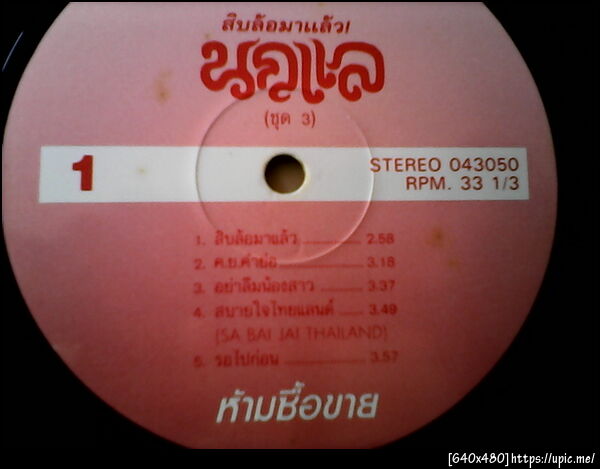 สิบล้อมาแล้ว!
นกแล
(ชุด 3)
1
STEREO 043050
RPM. 33 1/3
1. สิบล้อมาแล้ว ............ 2.58
2. ค.ย.คำย่อ ............ 3.18
3. อย่าลืมน้องสาว ......... 3.37
4. สบายใจไทยแลนด์ ...... 3.49
(SA BAI JAI THAILAND)
5. รอไปก่อน ............ 3.57
ห้ามซื้อขาย
[640x480]https://upic.me/